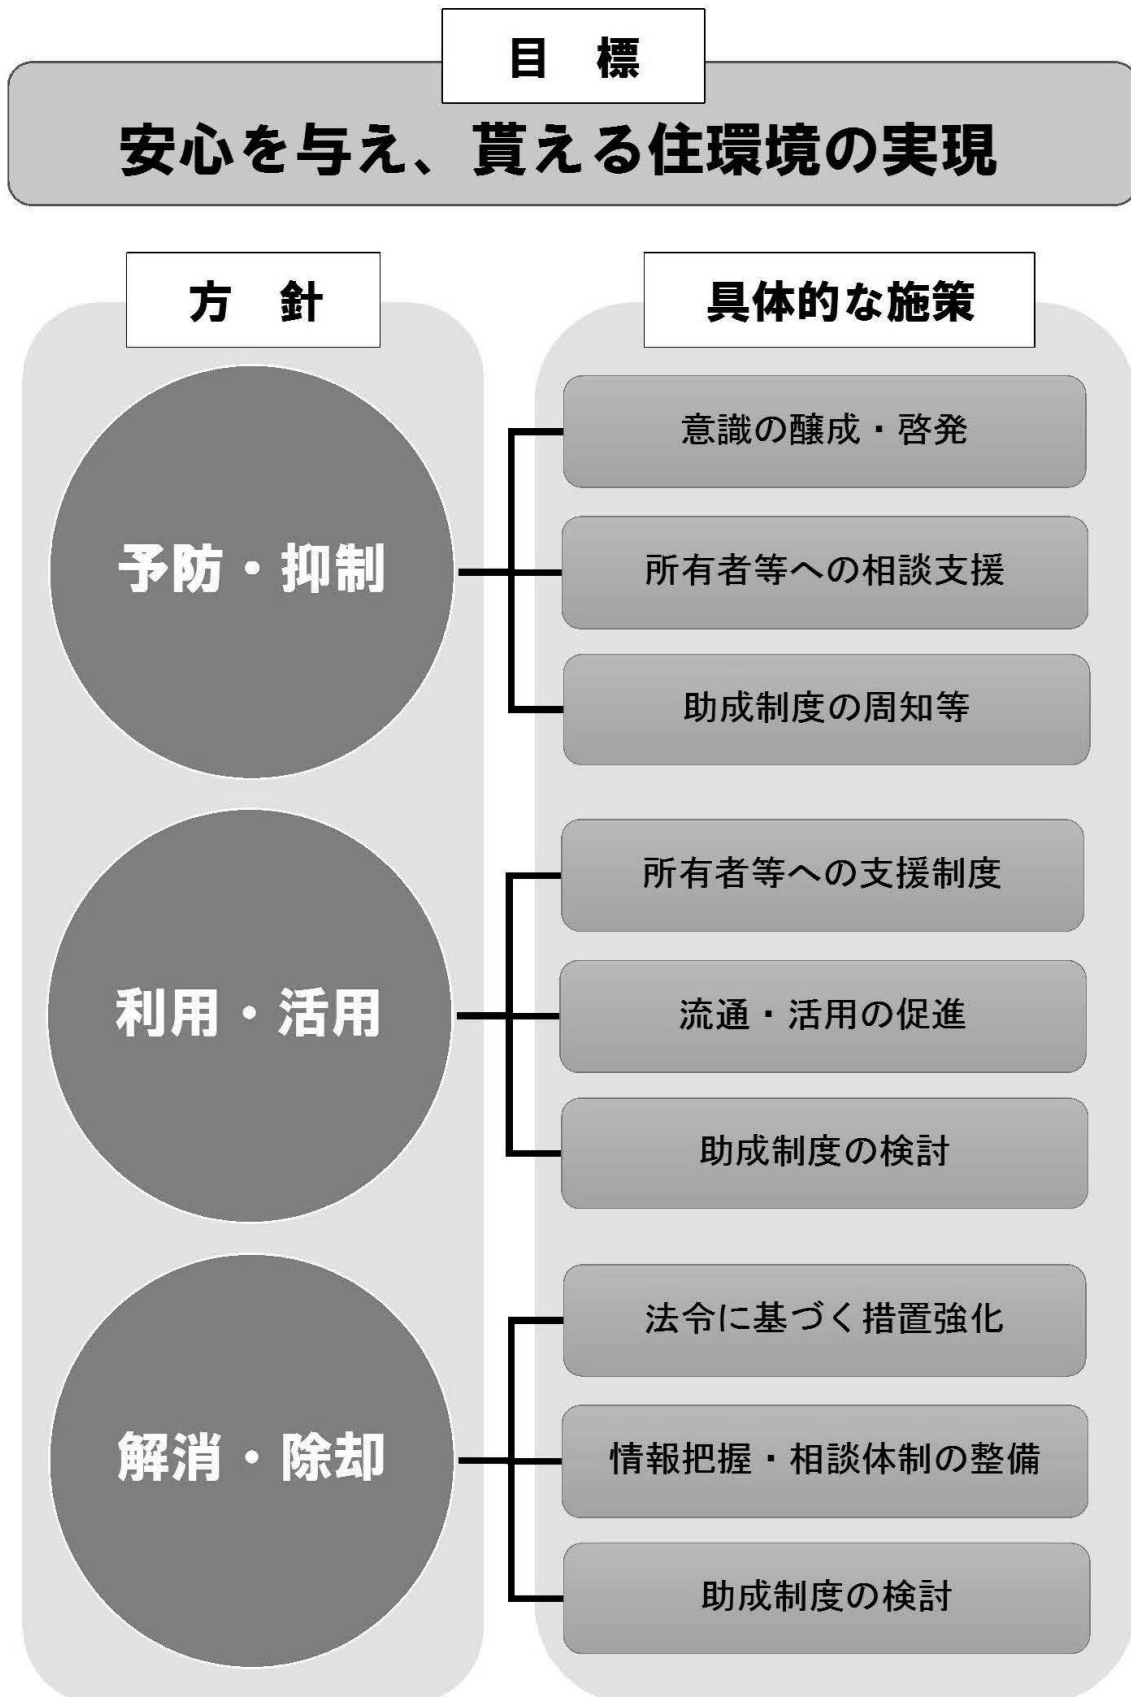 目　標
安心を与え、貰える住環境の実現
方　針
具体的な施策
予防・抑制
意識の醸成・啓発
所有者等への相談支援
助成制度の周知等
利用・活用
所有者等への支援制度
流通・活用の促進
助成制度の検討
解消・除却
法令に基づく措置強化
情報把握・相談体制の整備
助成制度の検討